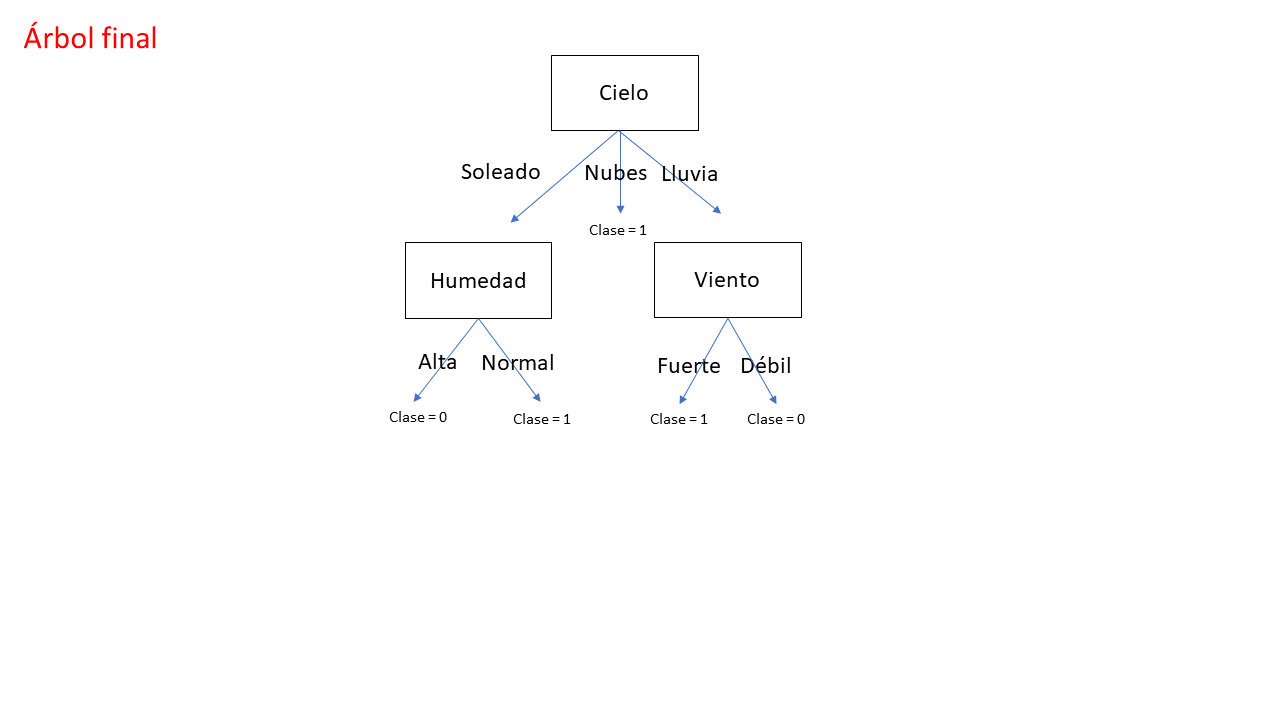 Árbol final
Cielo
Soleado
Nubes
Lluvia
Clase = 1
Humedad
Viento
Alta
Normal
Fuerte
Débil
Clase = 0
Clase = 1
Clase = 1
Clase = 0